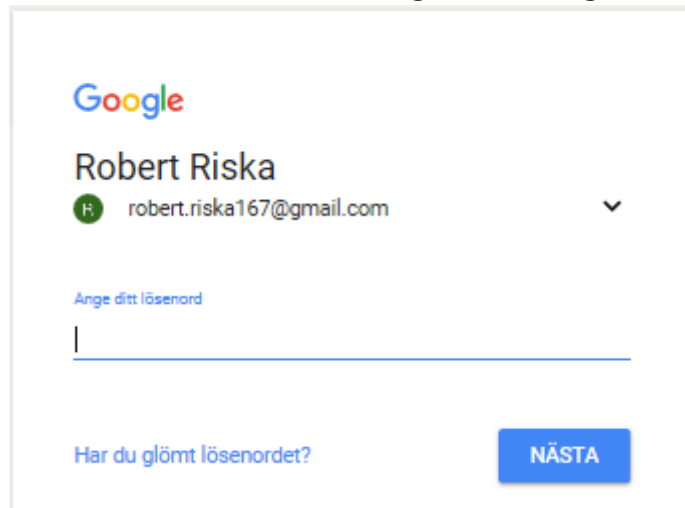 Google
Robert Riska
R robert.riska167@gmail.com
Ange ditt lösenord
Har du glömt lösenordet? NÄSTA